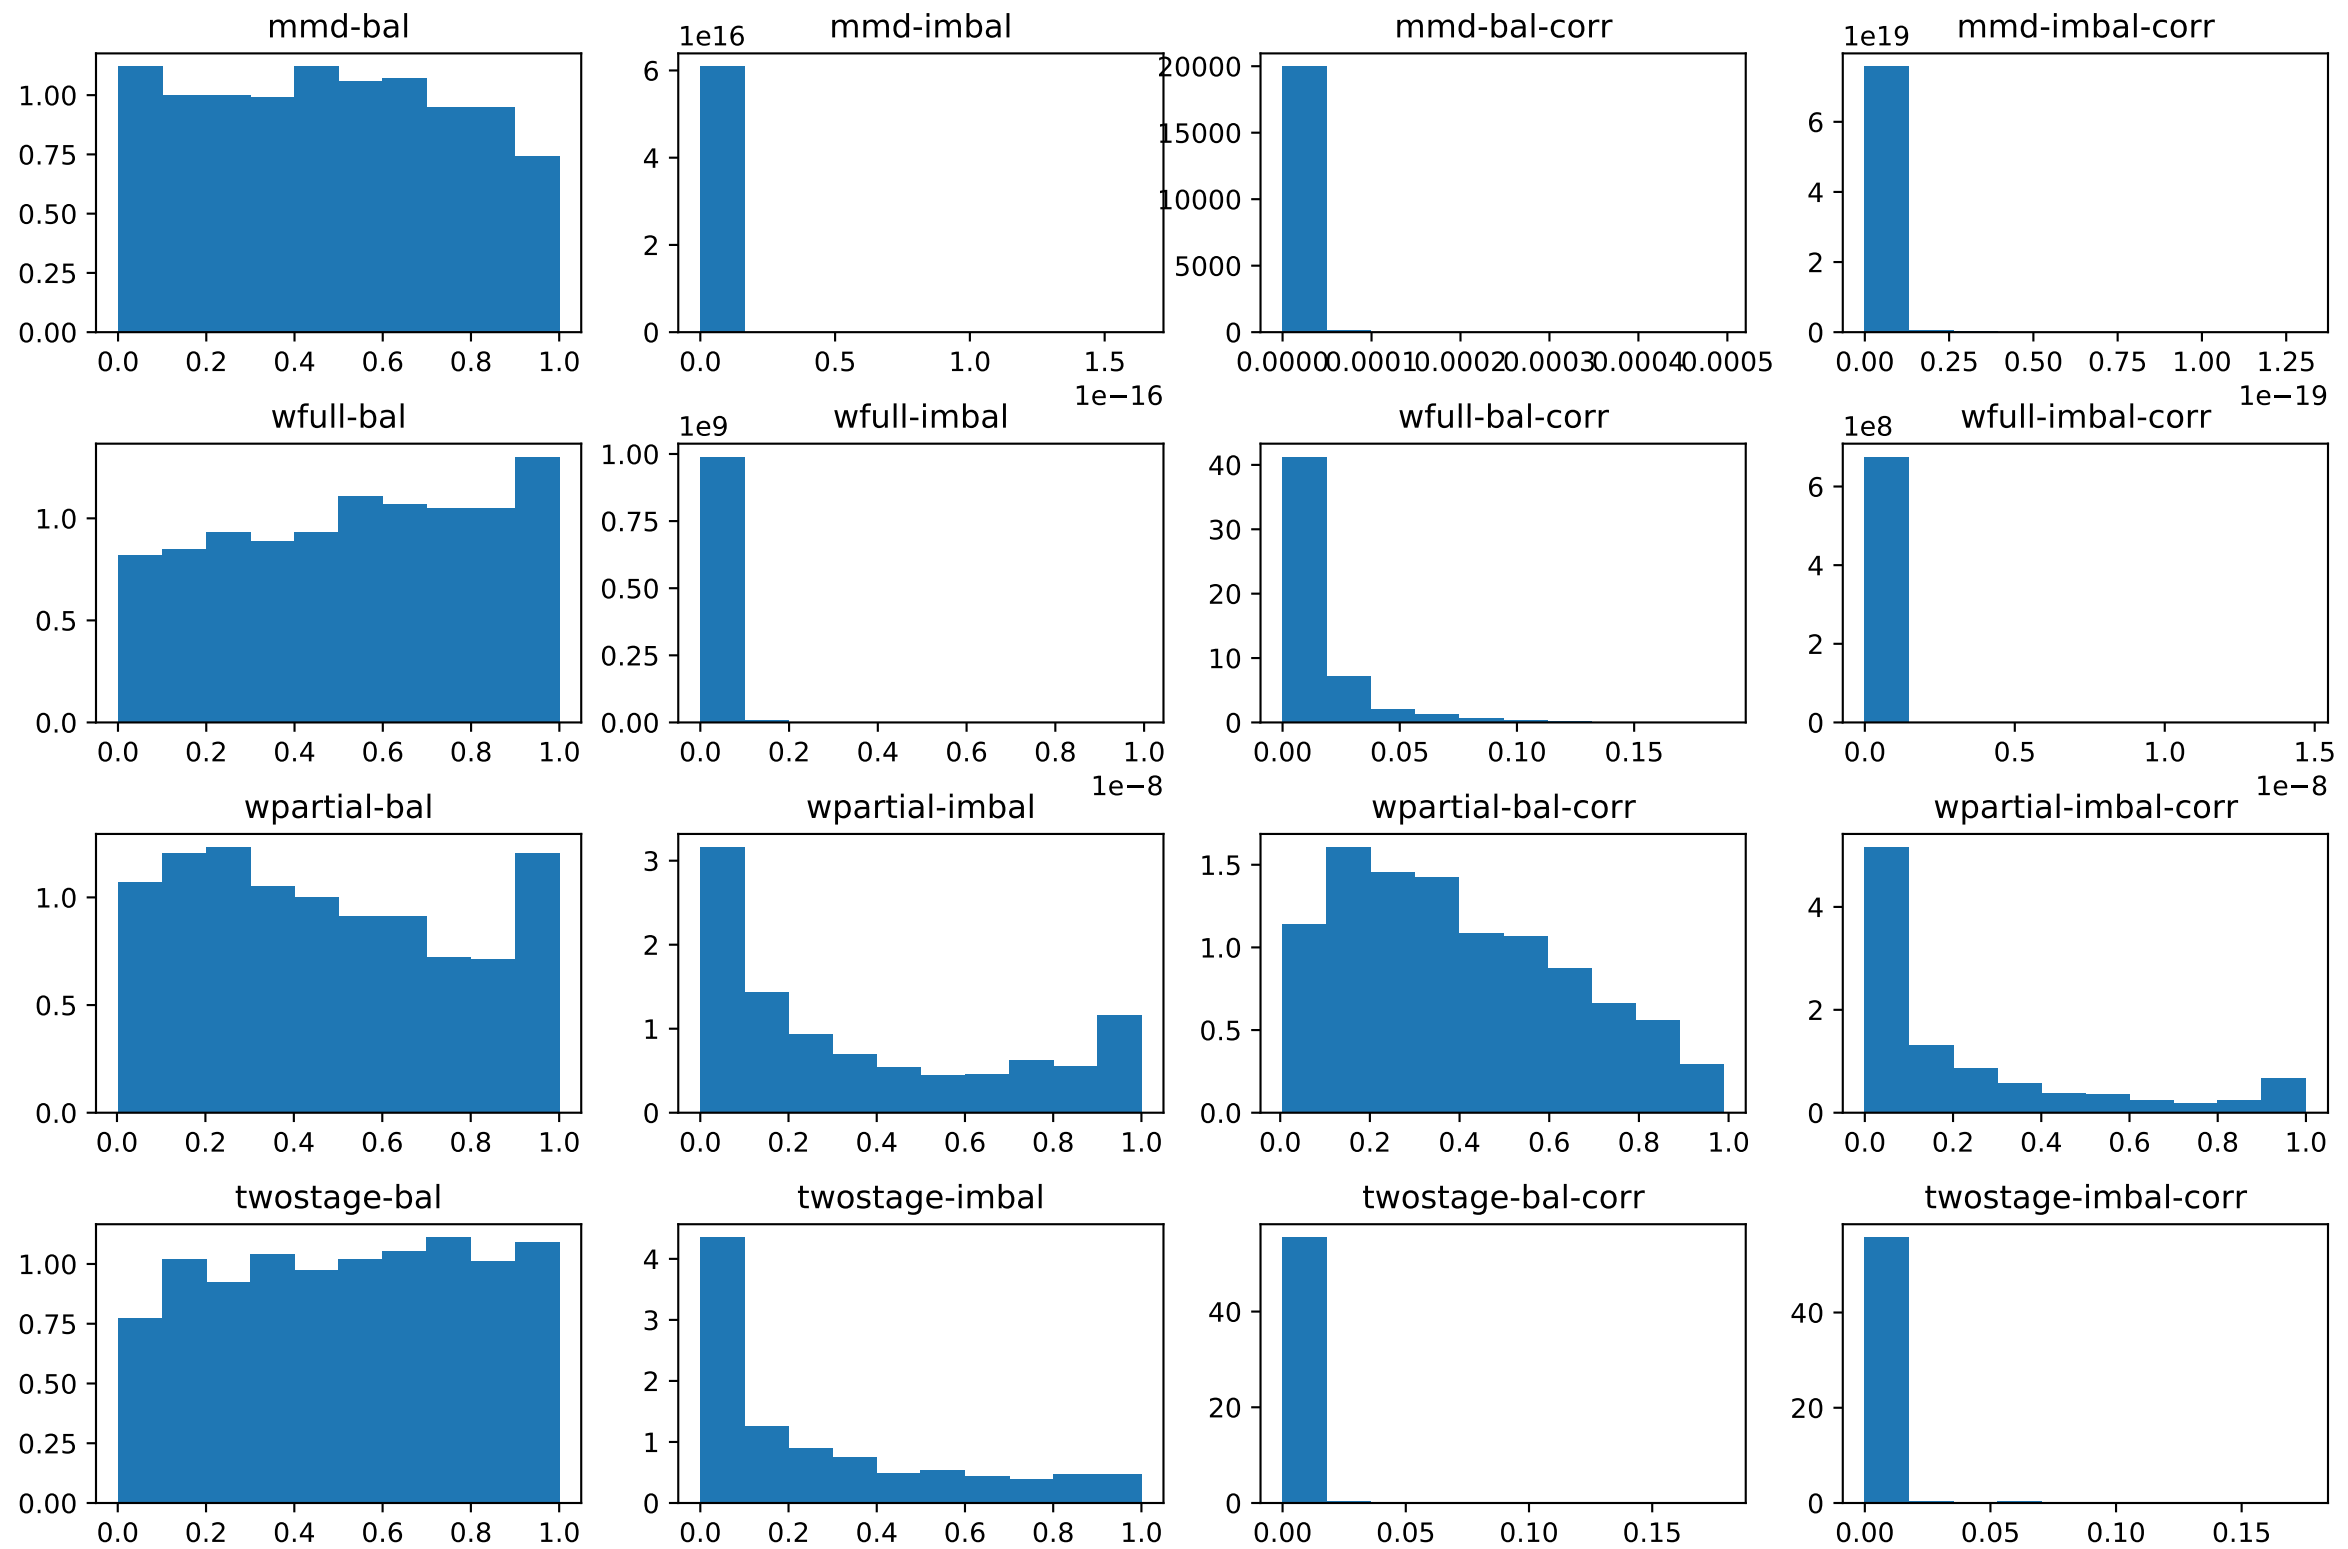 mmd-bal
1.00
0.75
0.50
0.25
0.00
0.0 0.2 0.4 0.6 0.8 1.0
mmd-imbal
1e16
6
4
2
0
0.0 0.5 1.0 1.5
1e−16
mmd-bal-corr
20000
15000
10000
5000
0
0.0000 0.0001 0.0002 0.0003 0.0004 0.0005
mmd-imbal-corr
1e19
6
4
2
0
0.00 0.25 0.50 0.75 1.00 1.25
1e−19
wfull-bal
1.0
0.5
0.0
0.0 0.2 0.4 0.6 0.8 1.0
wfull-imbal
1e9
1.00
0.75
0.50
0.25
0.00
0.0 0.2 0.4 0.6 0.8 1.0
1e−8
wfull-bal-corr
40
30
20
10
0
0.00 0.05 0.10 0.15
wfull-imbal-corr
1e8
6
4
2
0
0.0 0.5 1.0 1.5
1e−8
wpartial-bal
1.0
0.5
0.0
0.0 0.2 0.4 0.6 0.8 1.0
wpartial-imbal
3
2
1
0
0.0 0.2 0.4 0.6 0.8 1.0
wpartial-bal-corr
1.5
1.0
0.5
0.0
0.0 0.2 0.4 0.6 0.8 1.0
wpartial-imbal-corr
4
2
0
0.0 0.2 0.4 0.6 0.8 1.0
twostage-bal
1.00
0.75
0.50
0.25
0.00
0.0 0.2 0.4 0.6 0.8 1.0
twostage-imbal
4
3
2
1
0
0.0 0.2 0.4 0.6 0.8 1.0
twostage-bal-corr
40
20
0
0.00 0.05 0.10 0.15
twostage-imbal-corr
40
20
0
0.00 0.05 0.10 0.15